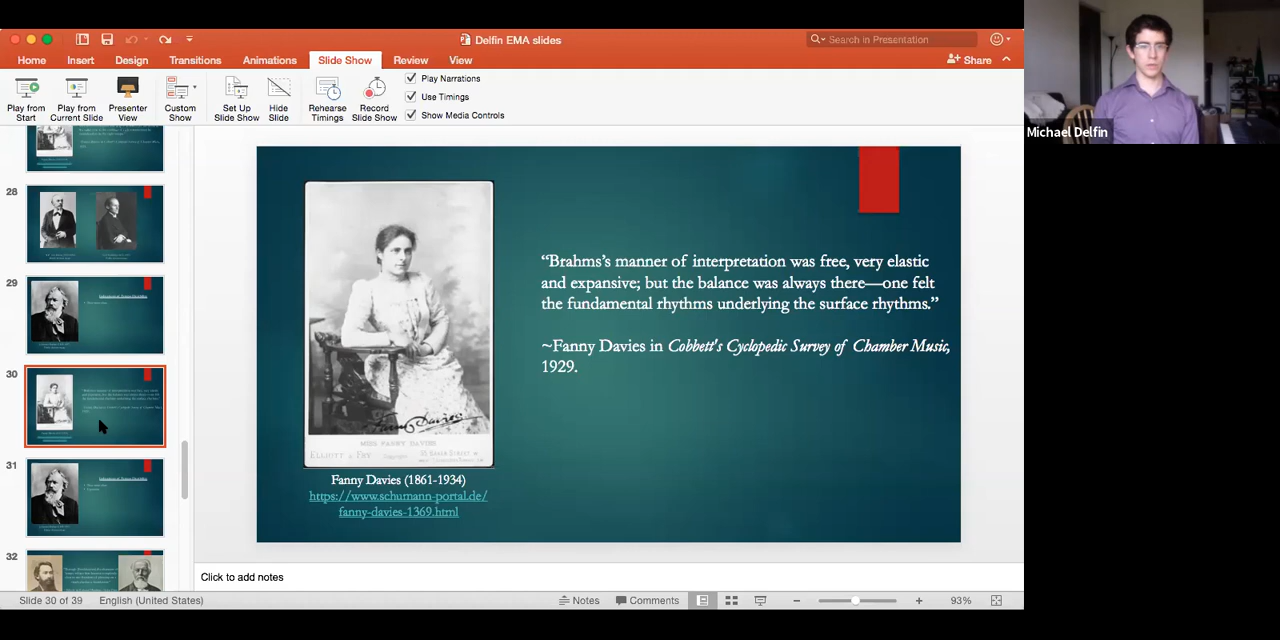 Delfin EMA slides
Search in Presentation
Home Insert Design Transitions Animations Slide Show Review View
Share
Play from Start
Play from Current Slide
Presenter View
Custom Show
Set Up Slide Show
Hide Slide
Rehearse Timings
Record Slide Show
Play Narrations
Use Timings
Show Media Controls
Michael Delfin
28
29
30
31
32
“Brahms’s manner of interpretation was free, very elastic
and expansive; but the balance was always there—one felt
the fundamental rhythms underlying the surface rhythms.”
~Fanny Davies in Cobbett's Cyclopedic Survey of Chamber Music,
1929.
Fanny Davies
MISS FANNY DAVIES
ELLIOTT & FRY Copyright 55 BAKER STREET W
Fanny Davies (1861-1934)
https://www.schumann-portal.de/
fanny-davies-1369.html
Click to add notes
Slide 30 of 39 English (United States) Notes Comments 93%